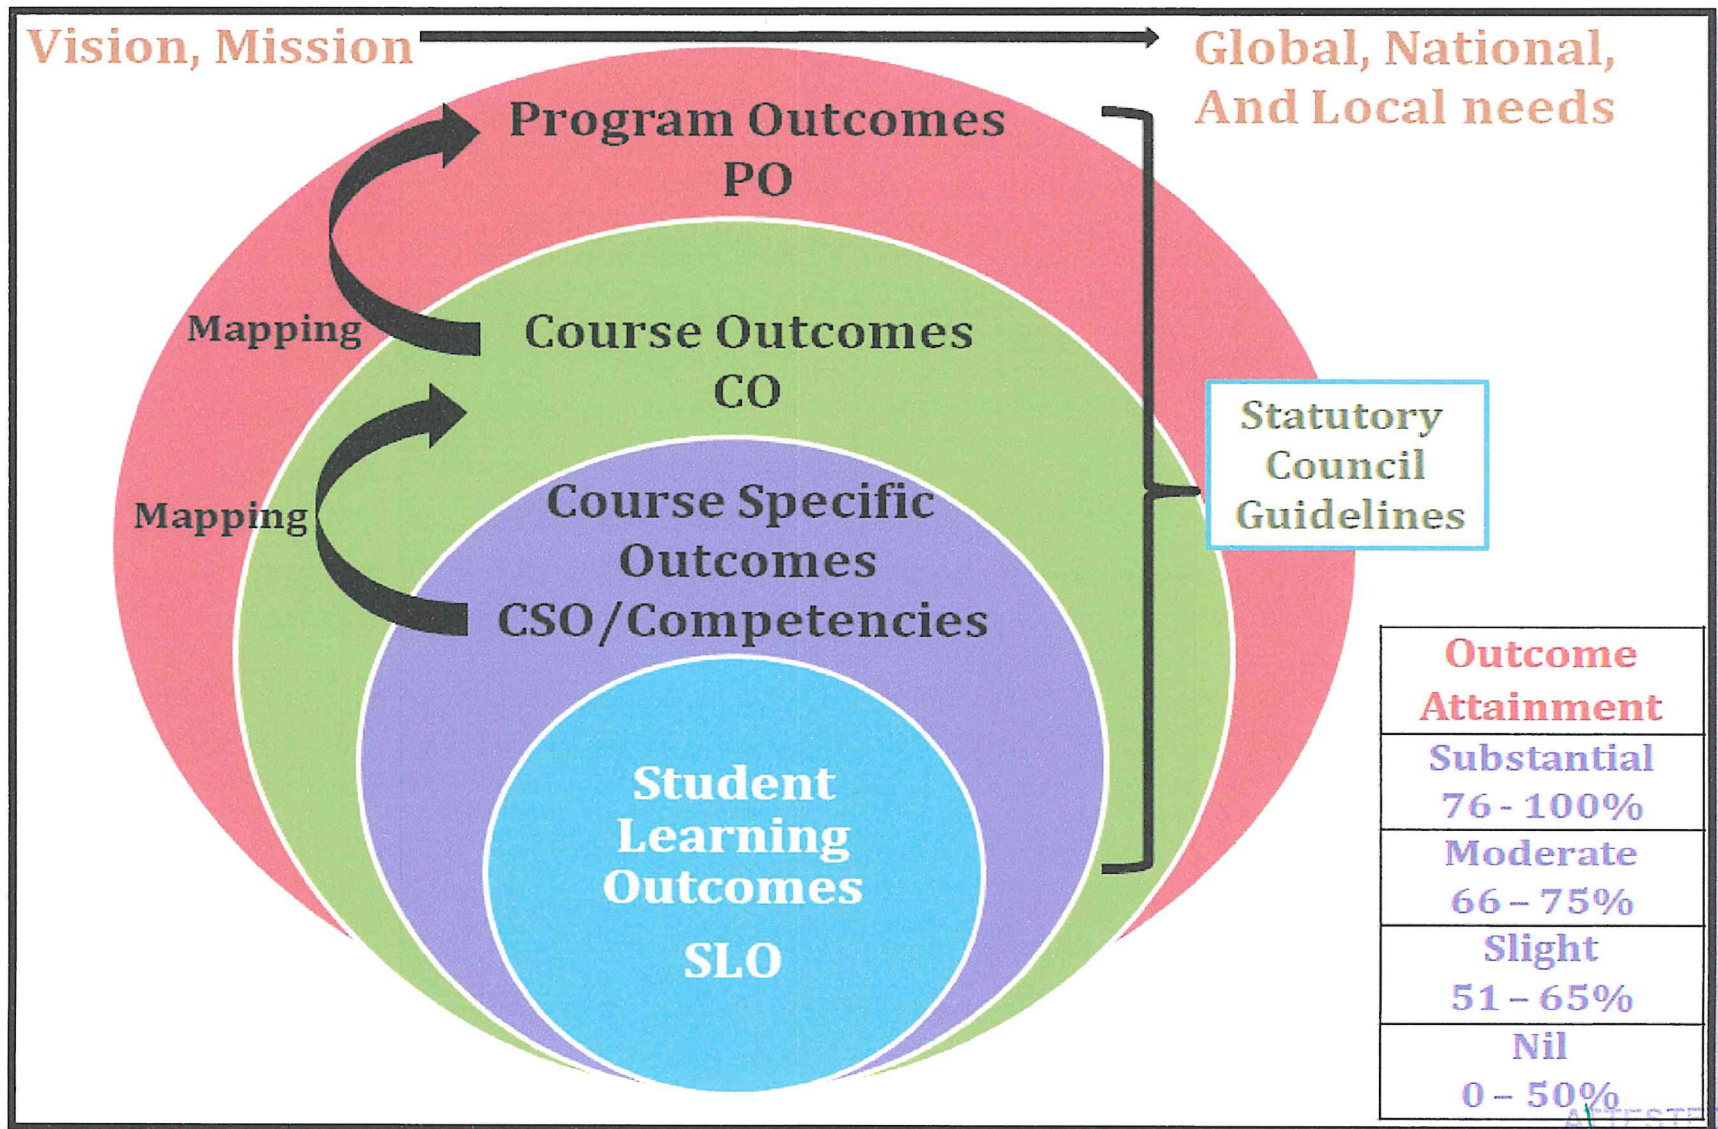 Vision, Mission
Global, National,
And Local needs
Program Outcomes
PO
Mapping
Course Outcomes
CO
Mapping
Course Specific
Outcomes
CSO/Competencies
Statutory
Council
Guidelines
Student
Learning
Outcomes
SLO
Outcome
Attainment
Substantial
76 - 100%
Moderate
66 – 75%
Slight
51 – 65%
Nil
0 – 50%